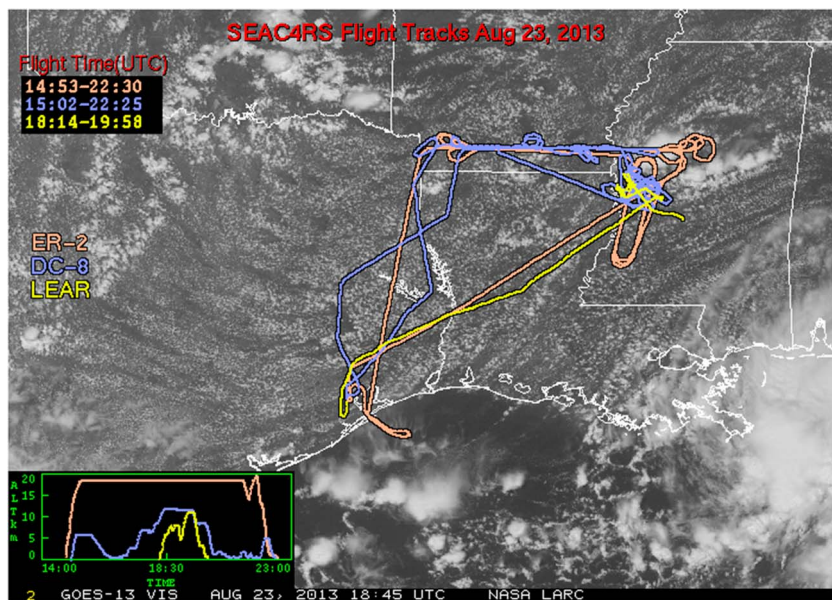 SEAC4RS Flight Tracks Aug 23, 2013
Flight Time(UTC)
14:53-22:30
15:02-22:25
18:14-19:58
ER-2
DC-8
LEAR
20
15
10
5
0
ALT km
14:00 18:30 23:00
TIME
2 GOES-13 VIS AUG 23, 2013 18:45 UTC NASA LARC